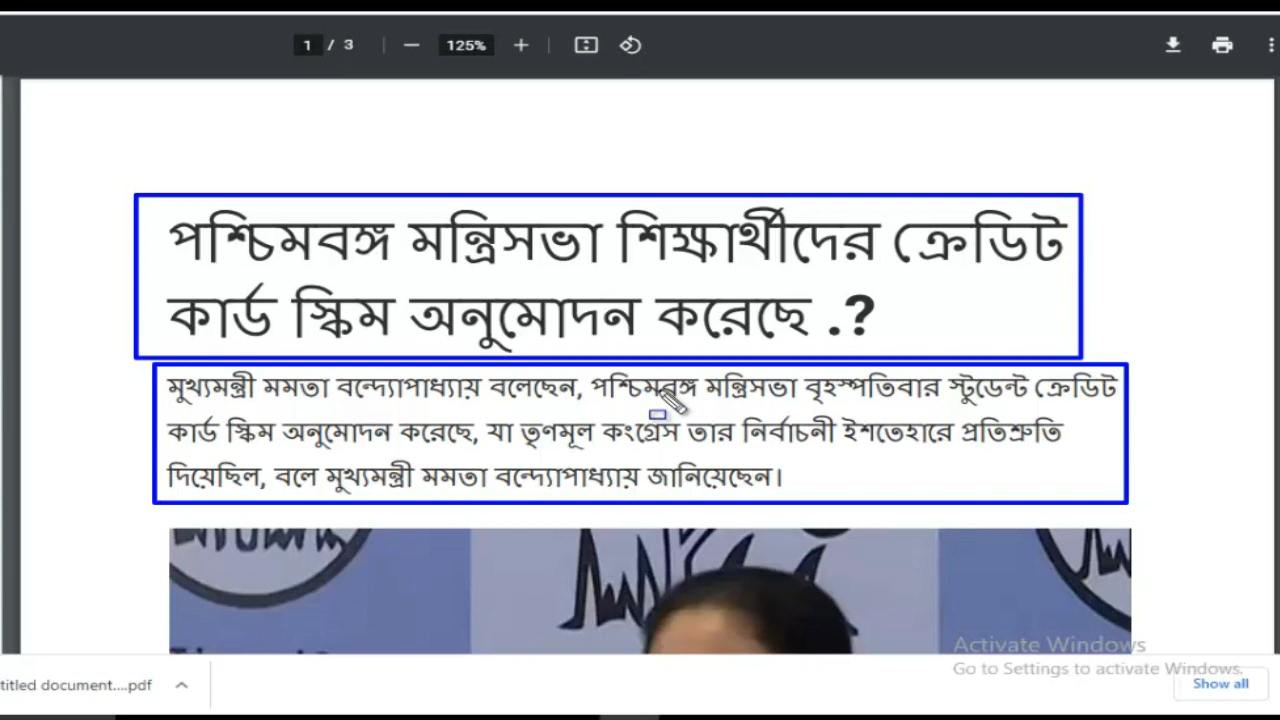 1 / 3
125%
পশ্চিমবঙ্গ মন্ত্রিসভা শিক্ষার্থীদের ক্রেডিট
কার্ড স্কিম অনুমোদন করেছে .?
মুখ্যমন্ত্রী মমতা বন্দ্যোপাধ্যায় বলেছেন, পশ্চিমবঙ্গ মন্ত্রিসভা বৃহস্পতিবার স্টুডেন্ট ক্রেডিট
কার্ড স্কিম অনুমোদন করেছে, যা তৃণমূল কংগ্রেস তার নির্বাচনী ইশতেহারে প্রতিশ্রুতি
দিয়েছিল, বলে মুখ্যমন্ত্রী মমতা বন্দ্যোপাধ্যায় জানিয়েছেন।
Activate Windows
Go to Settings to activate Windows.
titled document....pdf
Show all